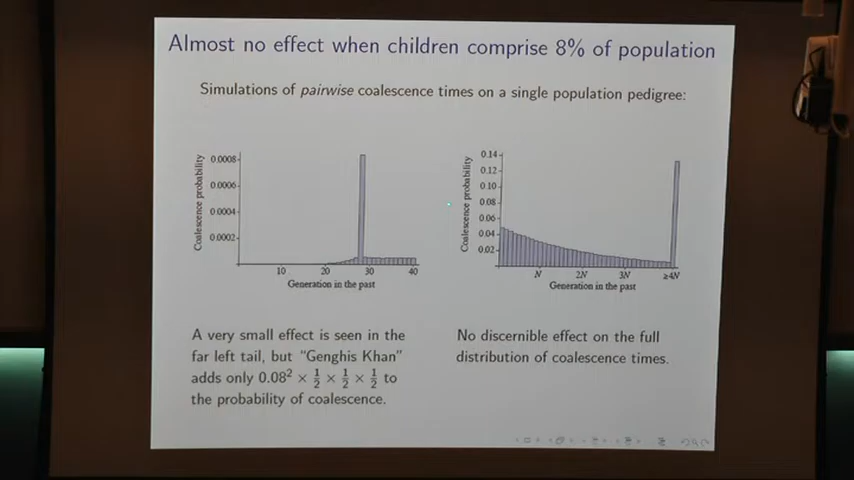 Almost no effect when children comprise 8% of population
Simulations of pairwise coalescence times on a single population pedigree:
Coalescence probability
0.0008
0.0006
0.0004
0.0002
10 20 30 40
Generation in the past
Coalescence probability
0.14
0.12
0.10
0.08
0.06
0.04
0.02
N 2N 3N ≥4N
Generation in the past
A very small effect is seen in the
far left tail, but “Genghis Khan”
adds only 0.08² × 1/2 × 1/2 × 1/2 to
the probability of coalescence.
No discernible effect on the full
distribution of coalescence times.